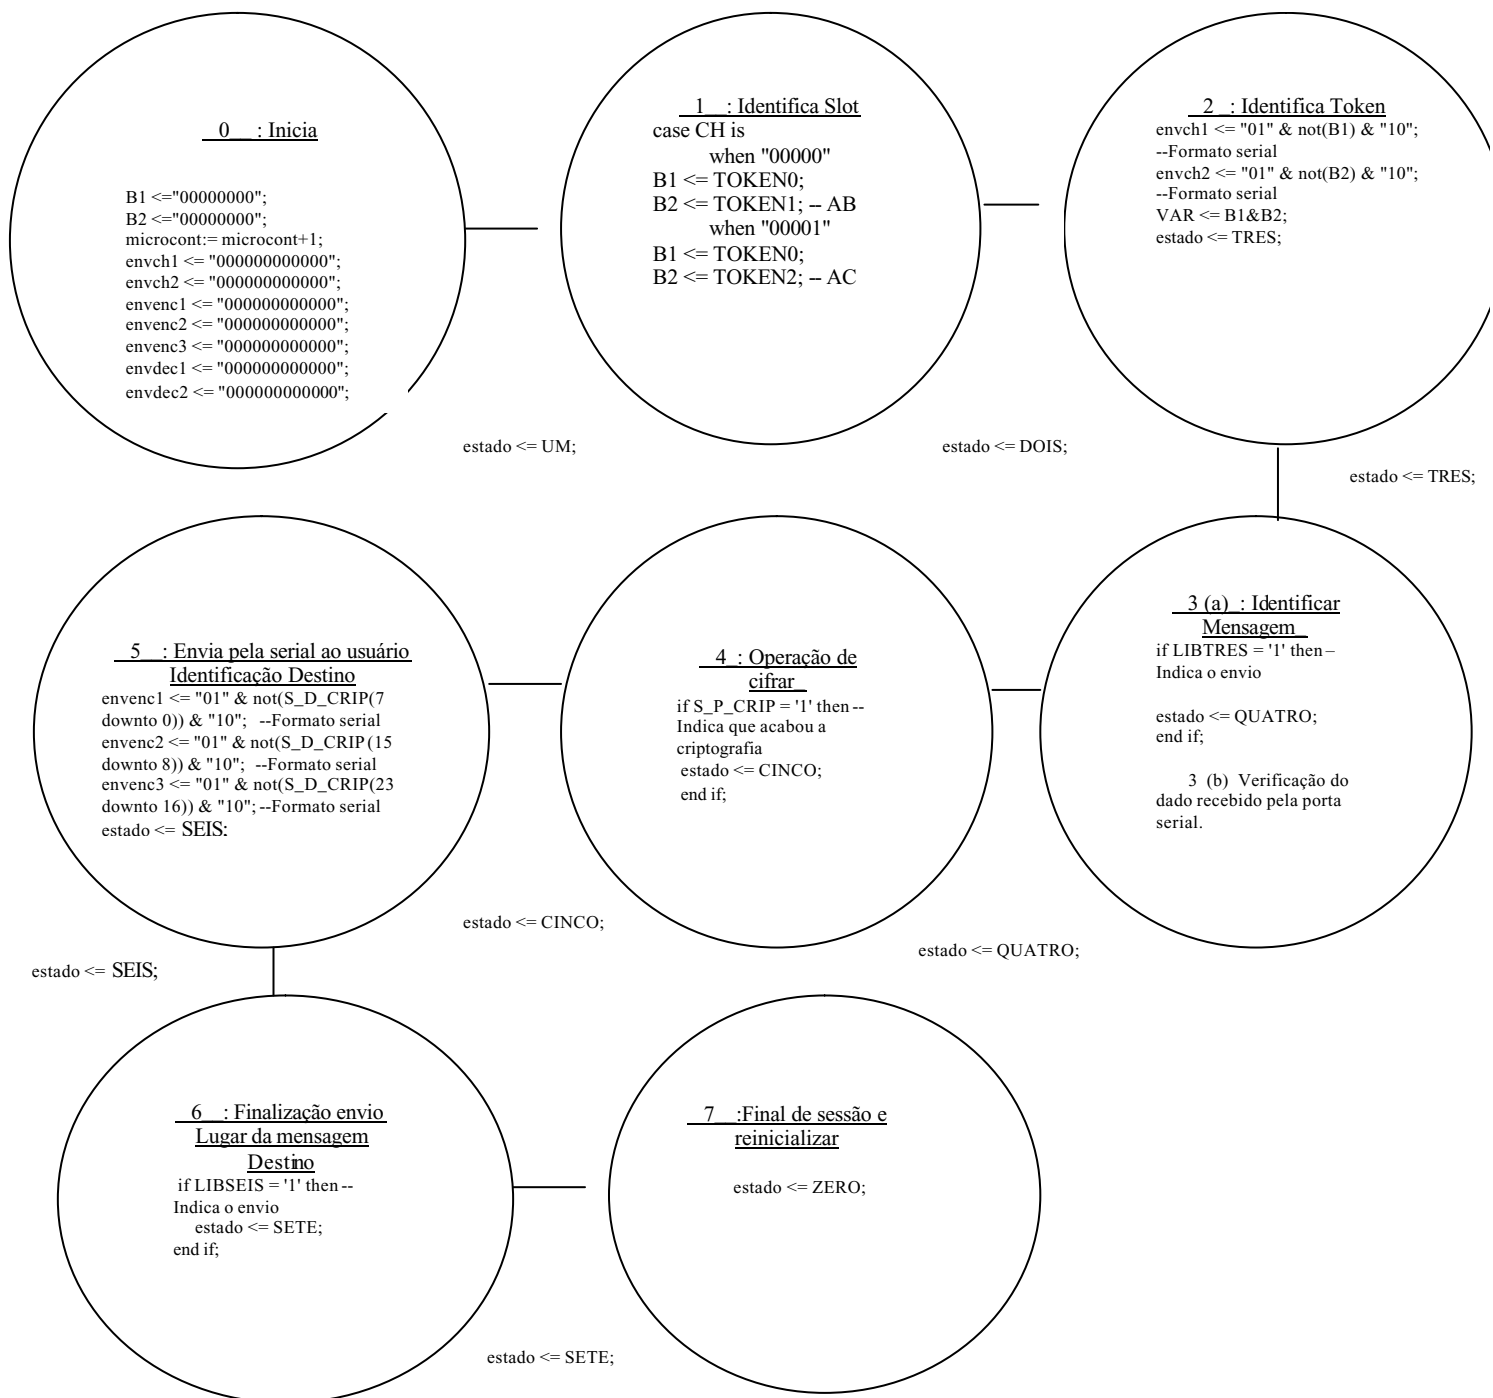 0__ : Inicia
B1 <="00000000";
B2 <="00000000";
microcont:= microcont+1;
envch1 <= "000000000000";
envch2 <= "000000000000";
envenc1 <= "000000000000";
envenc2 <= "000000000000";
envenc3 <= "000000000000";
envdec1 <= "000000000000";
envdec2 <= "000000000000";
estado <= UM;
1__: Identifica Slot
case CH is
when "00000"
B1 <= TOKEN0;
B2 <= TOKEN1; -- AB
when "00001"
B1 <= TOKEN0;
B2 <= TOKEN2; -- AC
estado <= DOIS;
2_: Identifica Token
envch1 <= "01" & not(B1) & "10";
--Formato serial
envch2 <= "01" & not(B2) & "10";
--Formato serial
VAR <= B1&B2;
estado <= TRES;
estado <= TRES;
3 (a)_: Identificar
Mensagem_
if LIBTRES = '1' then –
Indica o envio
estado <= QUATRO;
end if;
3 (b) Verificação do
dado recebido pela porta
serial.
estado <= QUATRO;
4_: Operação de
cifrar_
if S_P_CRIP = '1' then --
Indica que acabou a
criptografia
estado <= CINCO;
end if;
estado <= CINCO;
5__: Envia pela serial ao usuário
Identificação Destino
envenc1 <= "01" & not(S_D_CRIP(7
downto 0)) & "10"; --Formato serial
envenc2 <= "01" & not(S_D_CRIP(15
downto 8)) & "10"; --Formato serial
envenc3 <= "01" & not(S_D_CRIP(23
downto 16)) & "10"; --Formato serial
estado <= SEIS:
estado <= SEIS;
6__: Finalização envio
Lugar da mensagem
Destino
if LIBSEIS = '1' then --
Indica o envio
estado <= SETE;
end if;
estado <= SETE;
7__:Final de sessão e
reinicializar
estado <= ZERO;